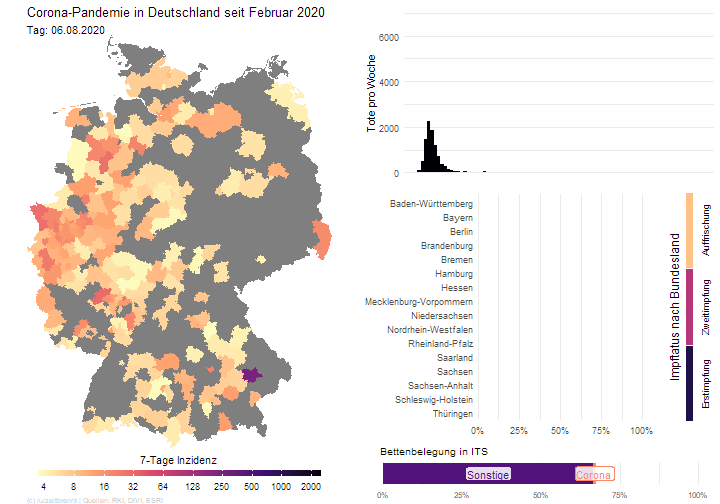 Corona-Pandemie in Deutschland seit Februar 2020
Tag: 06.08.2020
7-Tage Inzidenz
4 8 16 32 64 128 250 500 1000 2000
Tote pro Woche
6000
4000
2000
0
Baden-Württemberg
Bayern
Berlin
Brandenburg
Bremen
Hamburg
Hessen
Mecklenburg-Vorpommern
Niedersachsen
Nordrhein-Westfalen
Rheinland-Pfalz
Saarland
Sachsen
Sachsen-Anhalt
Schleswig-Holstein
Thüringen
0% 25% 50% 75% 100%
Impfstatus nach Bundesland
Auffrischung
Zweitimpfung
Erstimpfung
Bettenbelegung in ITS
Sonstige Corona
0% 25% 50% 75% 100%
Quellen: RKI, DIVI, ESRI